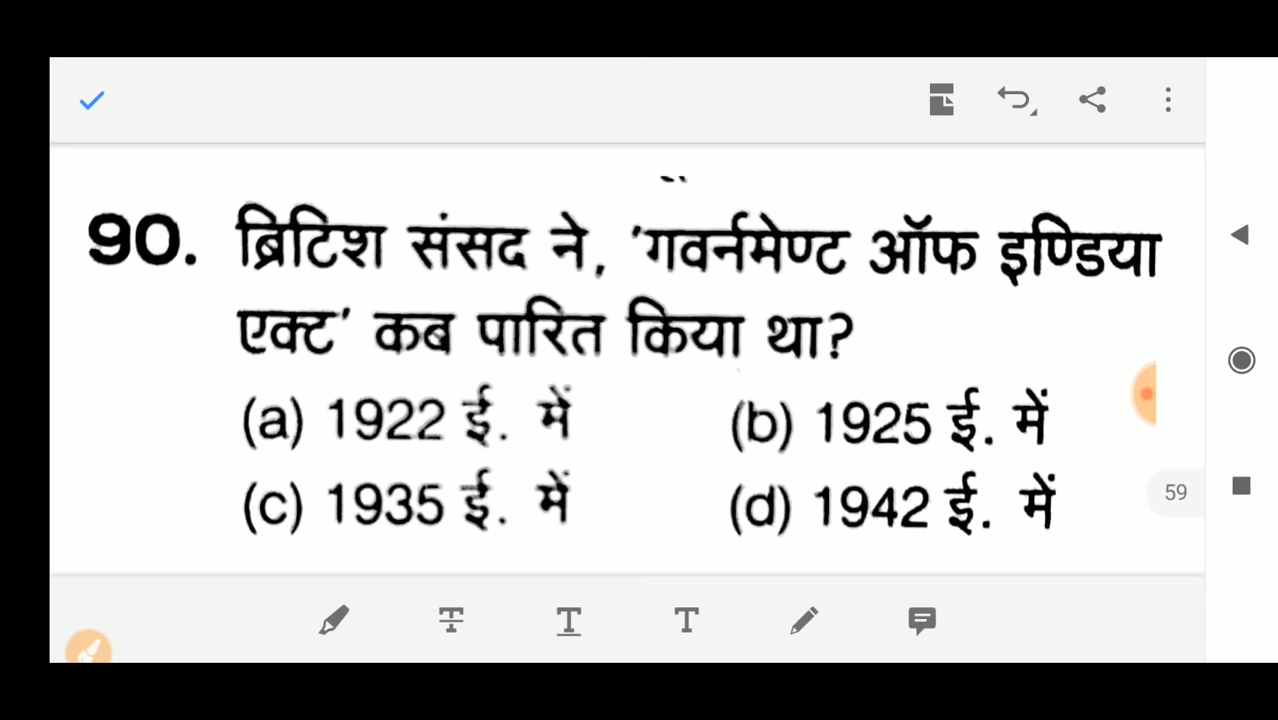 90. ब्रिटिश संसद ने, 'गवर्नमेण्ट ऑफ इण्डिया
एक्ट' कब पारित किया था?
(a) 1922 ई. में (b) 1925 ई. में
(c) 1935 ई. में (d) 1942 ई. में
59